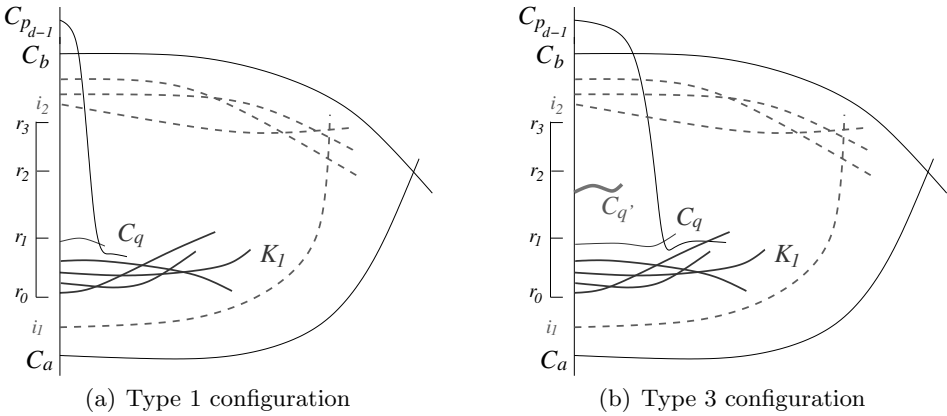 C_{p_{d-1}}
C_b
i_2
r_3
r_2
r_1
C_q
K_1
r_0
i_1
C_a
(a) Type 1 configuration
C_{p_{d-1}}
C_b
i_2
r_3
r_2
C_{q'}
C_q
r_1
K_1
r_0
i_1
C_a
(b) Type 3 configuration